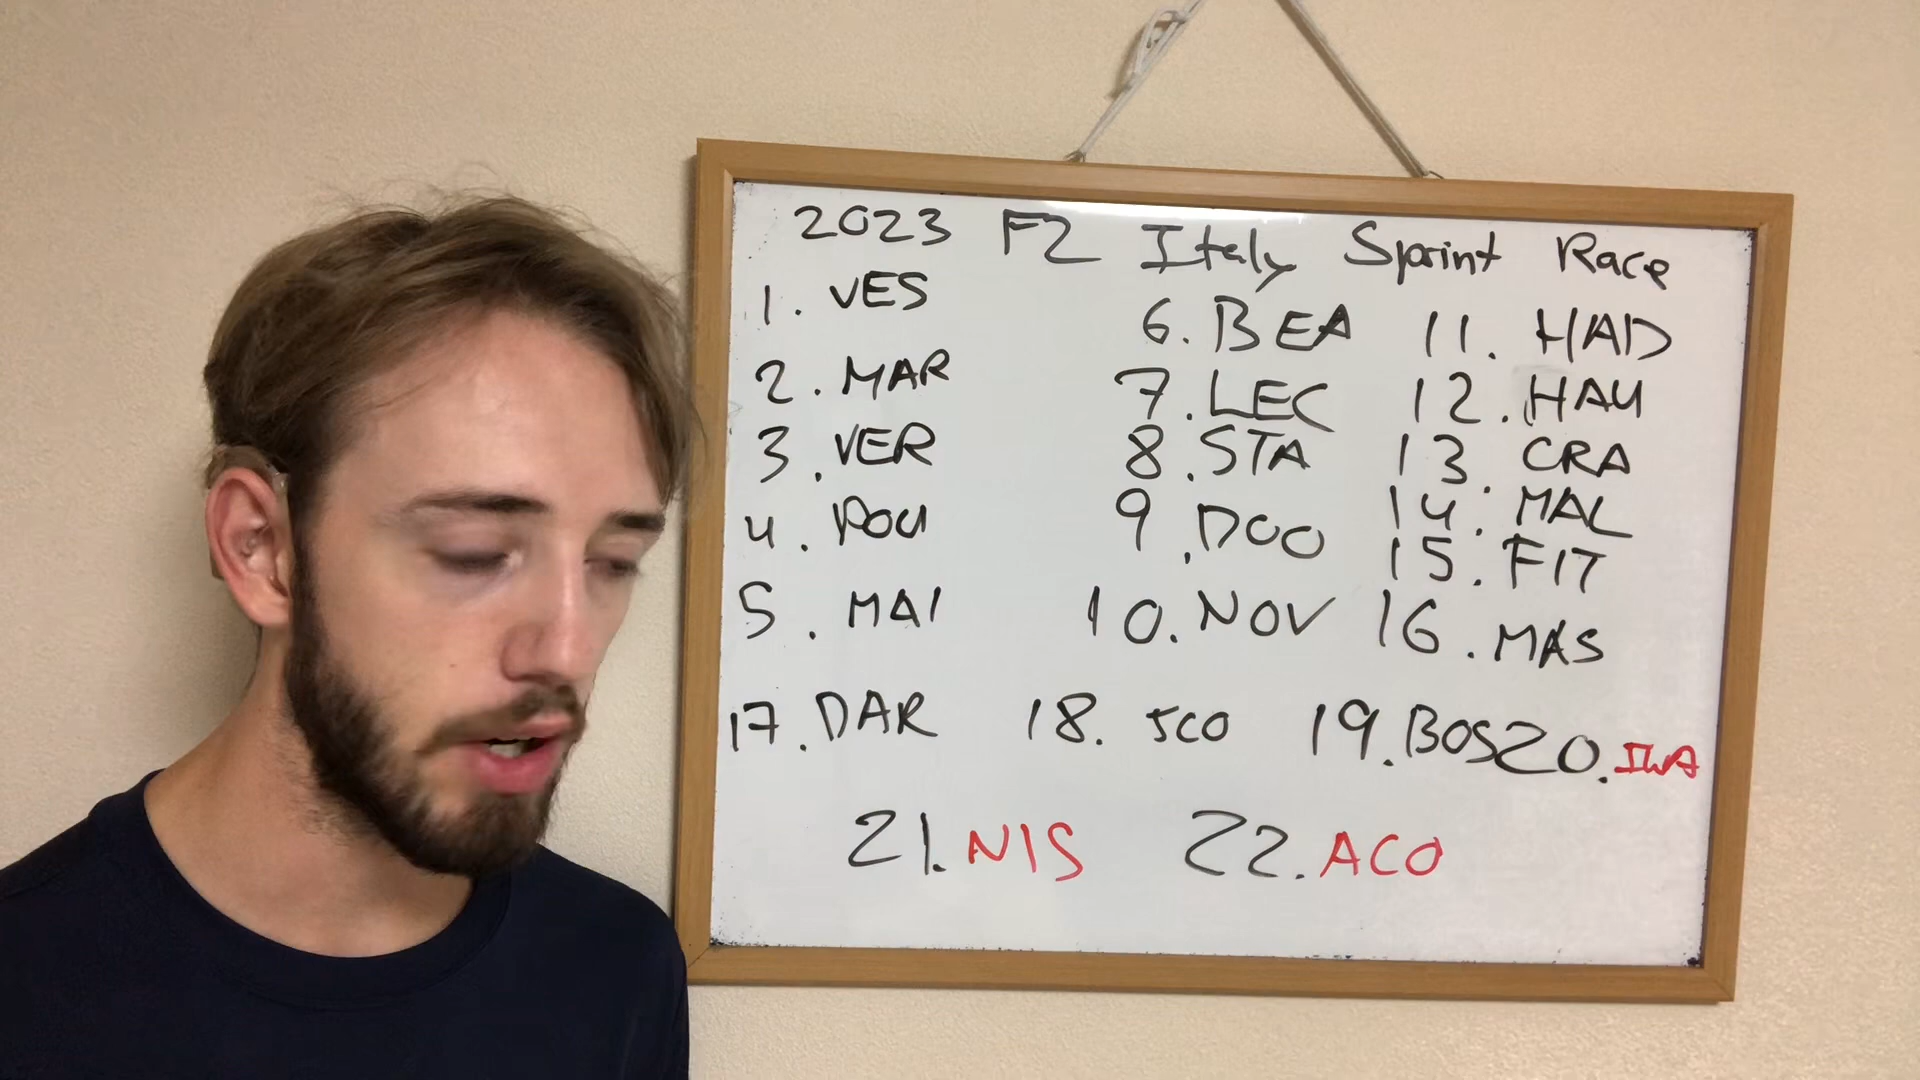 2023 F2 Italy Sprint Race
1. VES
2. MAR
3. VER
4. POU
5. MAI
6. BEA
7. LEC
8. STA
9. DOO
10. NOV
11. HAD
12. HAU
13. CRA
14. MAL
15. FIT
16. MAS
17. DAR 18. JCO 19. BOS 20. IWA
21. NIS 22. ACO